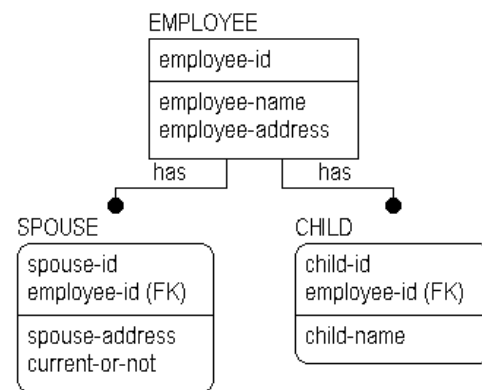 EMPLOYEE
employee-id
employee-name
employee-address
has
has
SPOUSE
spouse-id
employee-id (FK)
spouse-address
current-or-not
CHILD
child-id
employee-id (FK)
child-name